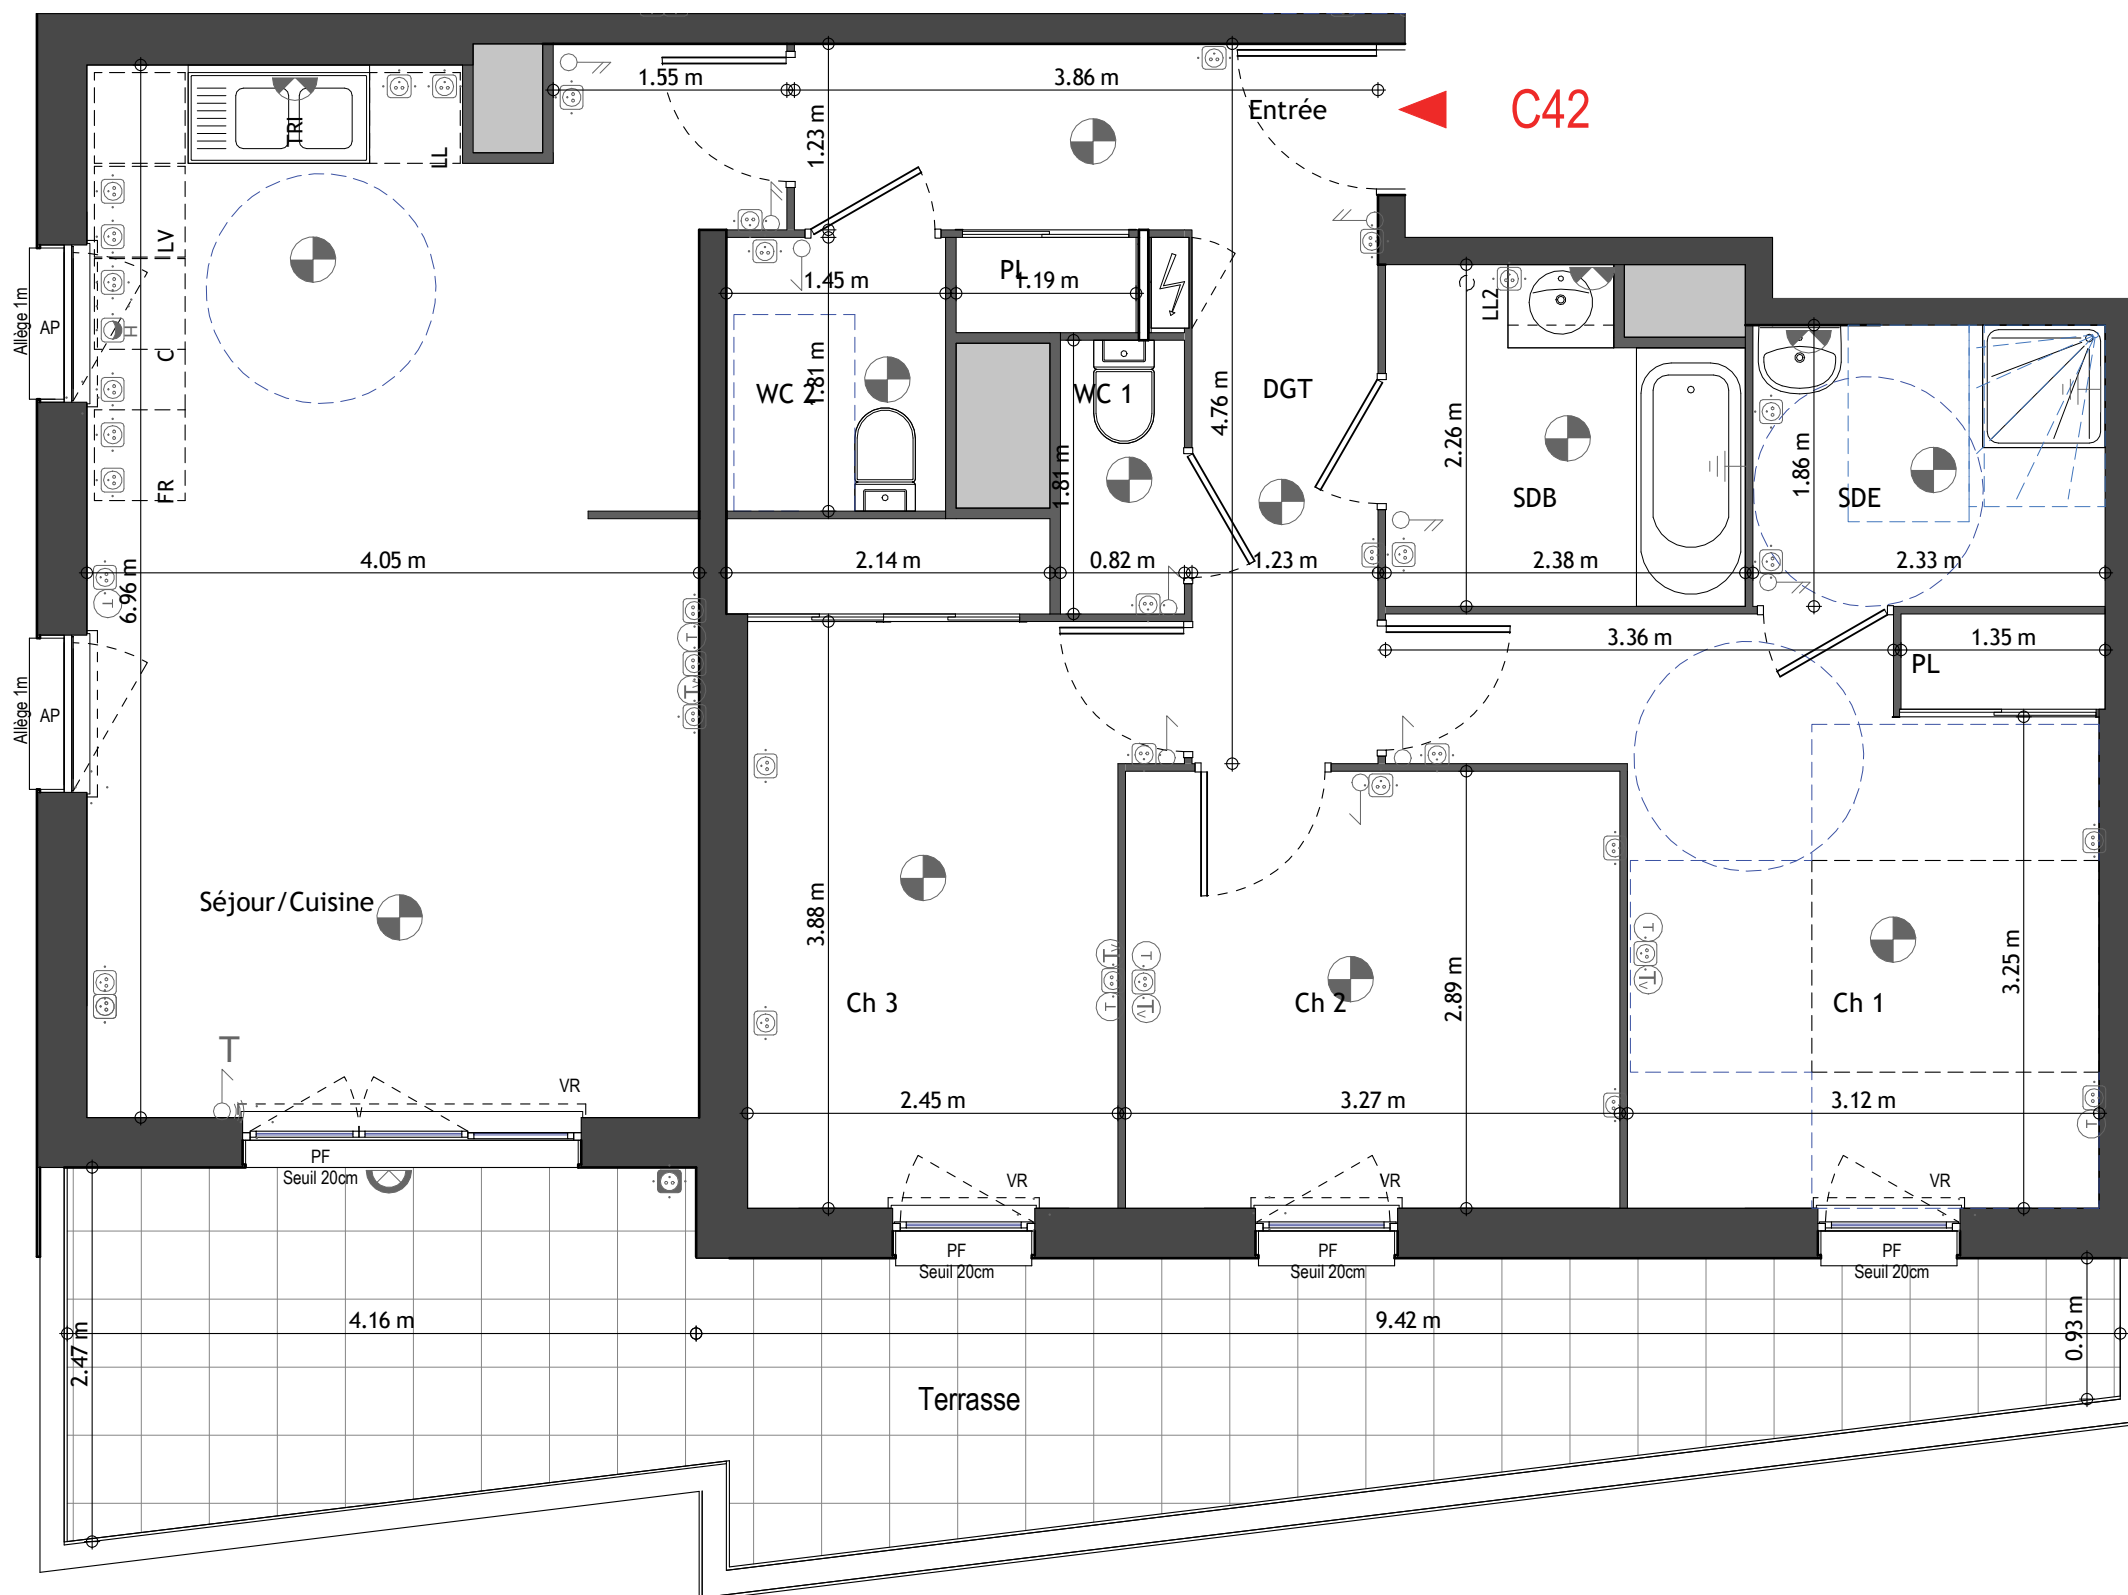 1.55 m
3.86 m
Entrée
C42
TRI
LL
1.23 m
LV
1.45 m
PL
1.19 m
LL2
Allège 1m
AP
H
C
WC 2
1.81 m
WC 1
4.76 m
DGT
2.26 m
1.86 m
FR
1.81 m
SDB
SDE
4.05 m
2.14 m
0.82 m
1.23 m
2.38 m
2.33 m
6.96 m
T
3.36 m
1.35 m
PL
Allège 1m
AP
T
Tv
Séjour/Cuisine
3.88 m
Ch 3
Tv
T
T
Tv
Ch 2
2.89 m
T
Tv
Ch 1
3.25 m
T
VR
2.45 m
3.27 m
3.12 m
T
PF
Seuil 20cm
VR
VR
VR
PF
Seuil 20cm
PF
Seuil 20cm
PF
Seuil 20cm
2.47 m
4.16 m
9.42 m
0.93 m
Terrasse